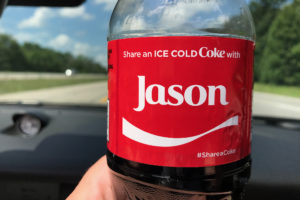 Share an ICE COLD Coke with
Jason
#ShareaCoke